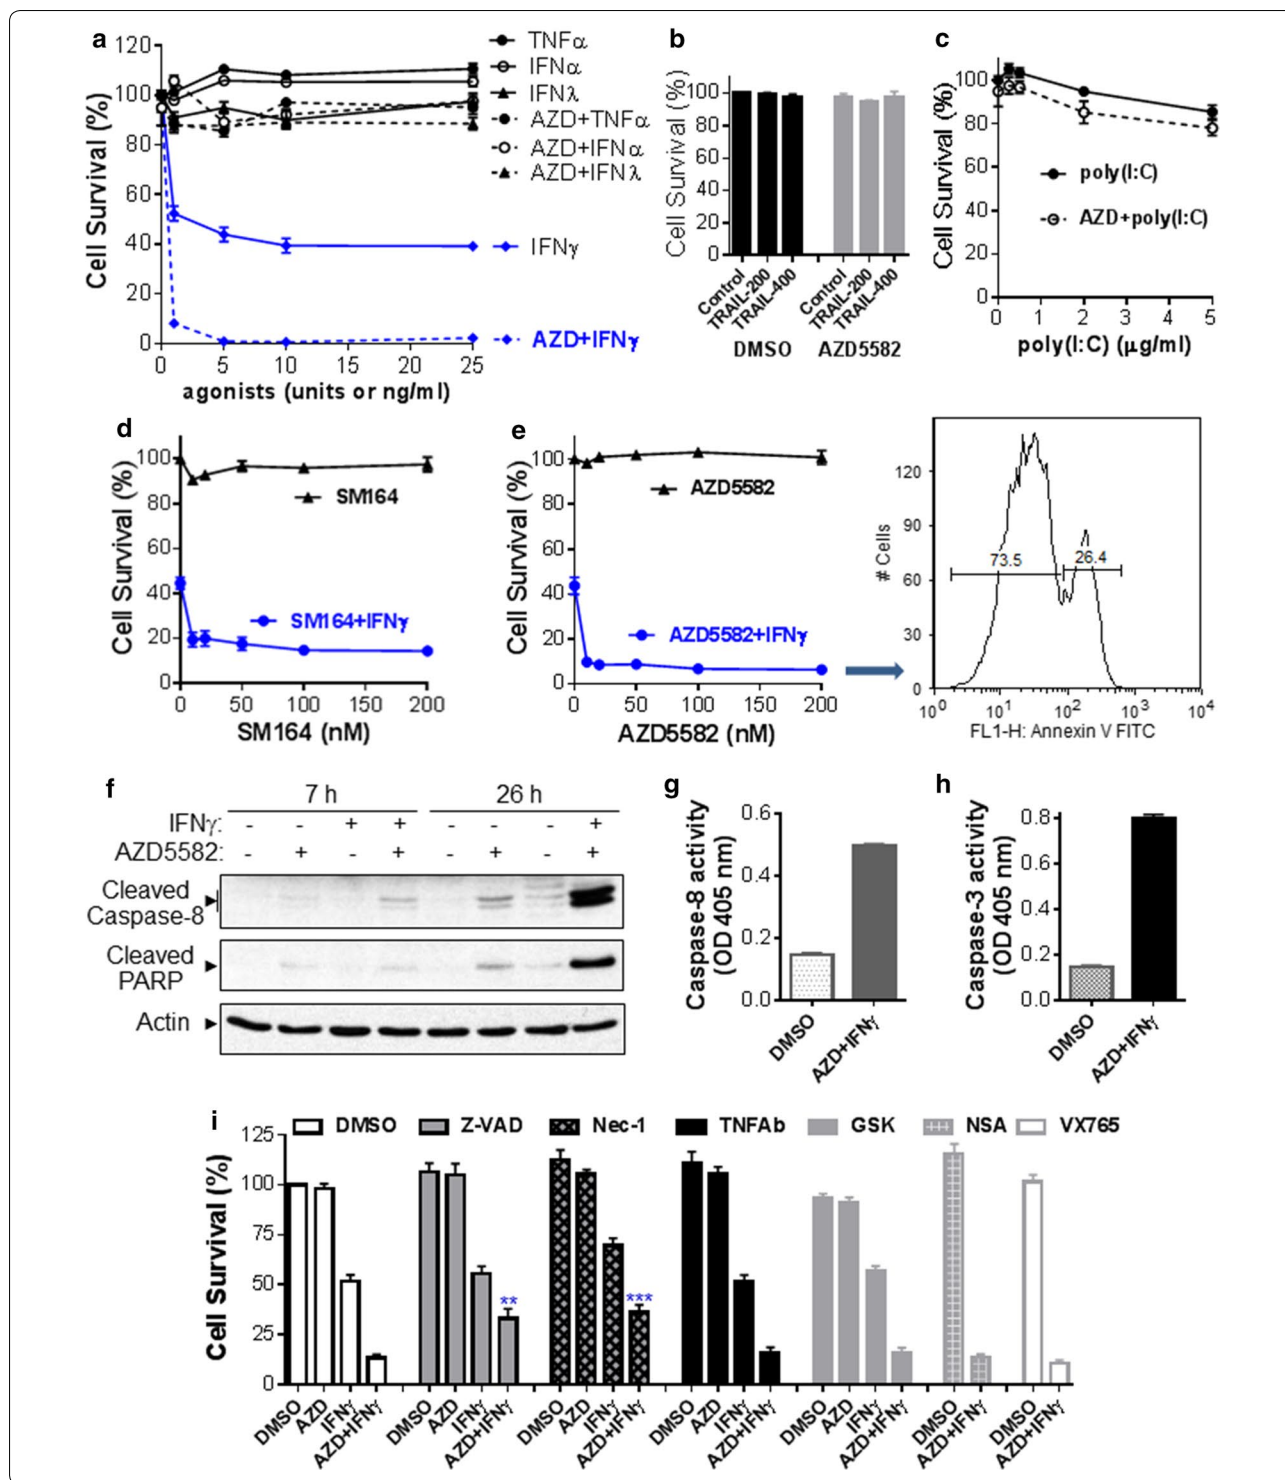 a
120
100
80
60
40
20
0
Cell Survival (%)
0 5 10 15 20 25
agonists (units or ng/ml)
TNFα
IFNα
IFNλ
AZD+TNFα
AZD+IFNα
AZD+IFNλ
IFNγ
AZD+IFNγ
b
100
80
60
40
20
0
Cell Survival (%)
Control
TRAIL-200
TRAIL-400
Control
TRAIL-200
TRAIL-400
DMSO AZD5582
c
100
80
60
40
20
0
Cell Survival (%)
poly(I:C)
AZD+poly(I:C)
0 1 2 3 4 5
poly(I:C) (μg/ml)
d
100
80
60
40
20
0
Cell Survival (%)
SM164
SM164+IFNγ
0 50 100 150 200
SM164 (nM)
e
100
80
60
40
20
0
Cell Survival (%)
AZD5582
AZD5582+IFNγ
0 50 100 150 200
AZD5582 (nM)
120
90
60
30
0
# Cells
73.5
26.4
10⁰ 10¹ 10² 10³ 10⁴
FL1-H: Annexin V FITC
f
7 h 26 h
IFNγ: - - + + - - - +
AZD5582: - + - + - + - +
Cleaved
Caspase-8
Cleaved
PARP
Actin
g
0.6
0.4
0.2
0.0
Caspase-8 activity
(OD 405 nm)
DMSO
AZD+IFNγ
h
0.8
0.6
0.4
0.2
0.0
Caspase-3 activity
(OD 405 nm)
DMSO
AZD+IFNγ
i
DMSO Z-VAD Nec-1 TNFAb GSK NSA VX765
125
100
75
50
25
0
Cell Survival (%)
**
***
DMSO
AZD
IFNγ
AZD+IFNγ
DMSO
AZD
IFNγ
AZD+IFNγ
DMSO
AZD
IFNγ
AZD+IFNγ
DMSO
AZD
IFNγ
AZD+IFNγ
DMSO
AZD
IFNγ
AZD+IFNγ
DMSO
AZD+IFNγ
DMSO
AZD+IFNγ